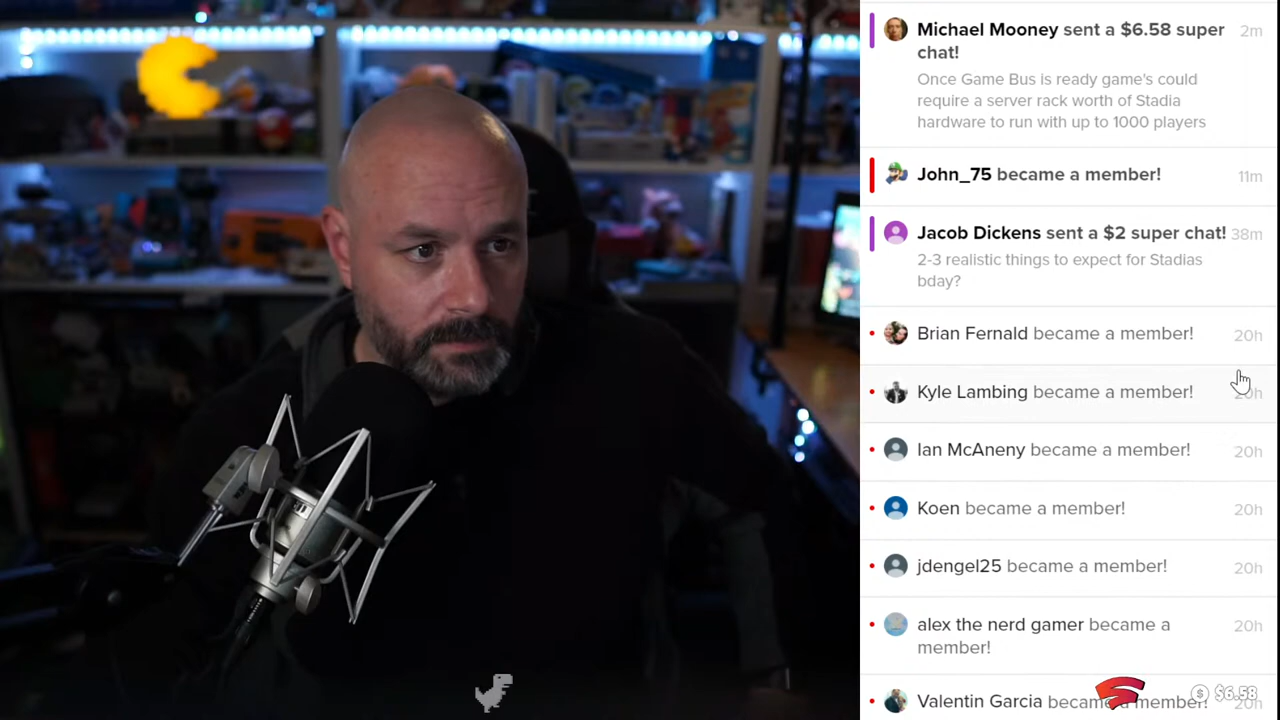 Michael Mooney sent a $6.58 super 2m
chat!
Once Game Bus is ready game's could
require a server rack worth of Stadia
hardware to run with up to 1000 players
John_75 became a member! 11m
Jacob Dickens sent a $2 super chat! 38m
2-3 realistic things to expect for Stadias
bday?
Brian Fernald became a member! 20h
Kyle Lambing became a member! 20h
Ian McAneny became a member! 20h
Koen became a member! 20h
jdengel25 became a member! 20h
alex the nerd gamer became a 20h
member!
Valentin Garcia became a member! 20h
$6.58